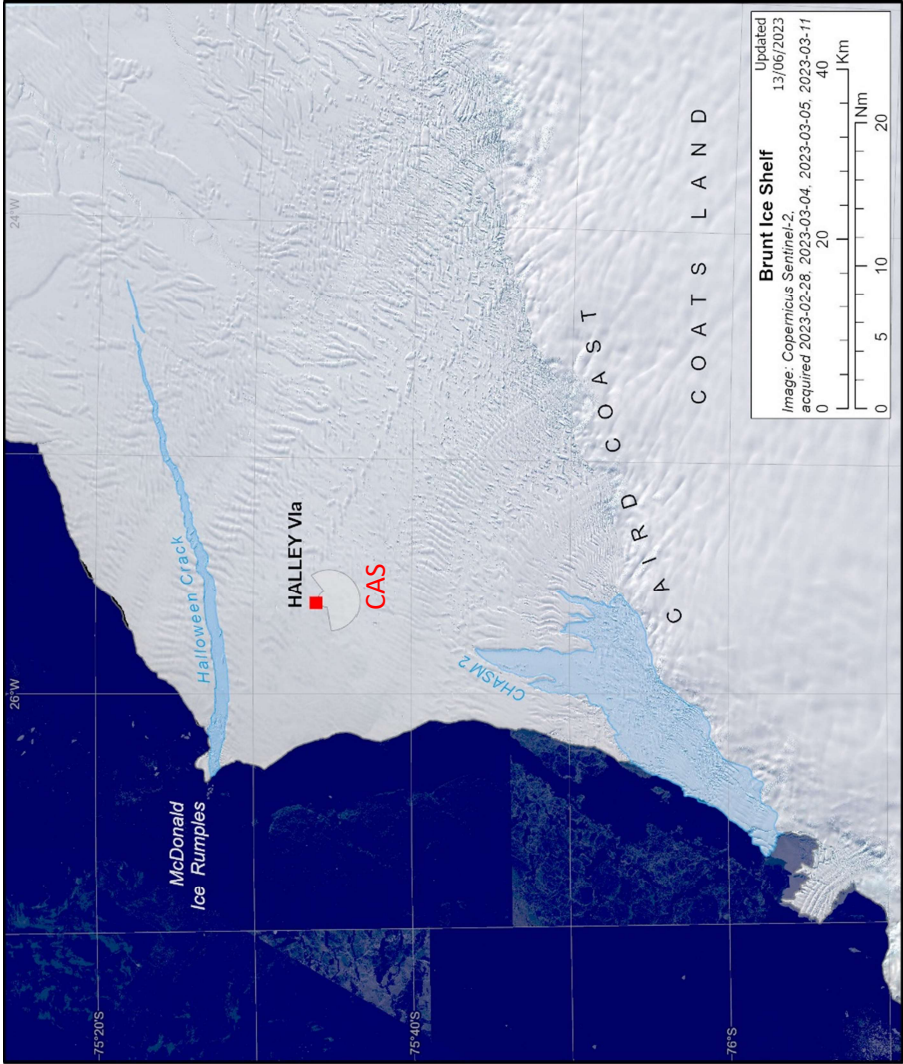 Brunt Ice Shelf
Updated
13/06/2023
Image: Copernicus Sentinel-2,
acquired 2023-02-28, 2023-03-04, 2023-03-05, 2023-03-11
0 20 40 Km
0 5 10 20 Nm
24°W
26°W
75°20'S
75°40'S
76°S
Halloween Crack
HALLEY VIa
CAS
CHASM 2
McDonald
Ice Rumples
CAIRD COAST
COATS LAND